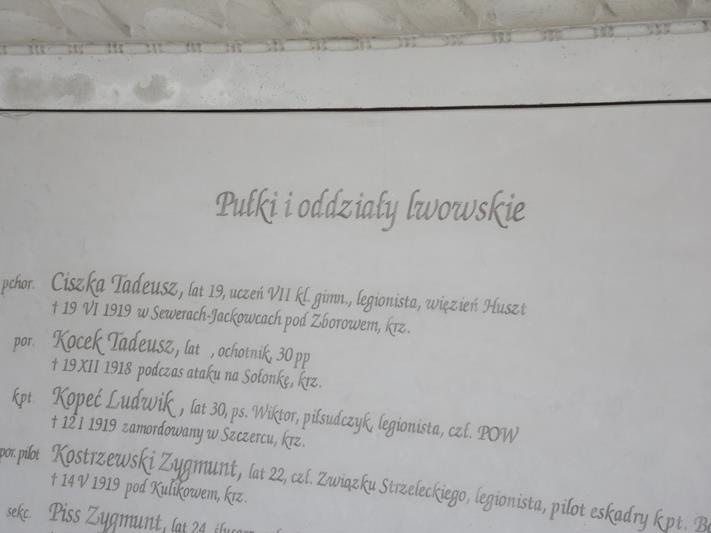 Pułki i oddziały lwowskie
pchor. Ciszka Tadeusz, lat 19, uczeń VII kl. gimn., legionista, więzień Huszt
† 19 VI 1919 w Sewerach-Jackowcach pod Zborowem, krz.
por. Kocek Tadeusz, lat , ochotnik, 30 pp
† 19 XII 1918 podczas ataku na Sołonkę, krz.
kpt. Kopeć Ludwik , lat 30, ps. Wiktor, piłsudczyk, legionista, czł. POW
† 12 I 1919 zamordowany w Szczercu, krz.
por. pilot Kostrzewski Zygmunt, lat 22, czł. Związku Strzeleckiego, legionista, pilot eskadry kpt.
† 14 V 1919 pod Kulikowem, krz.
sekc. Piss Zygmunt, lat 24,